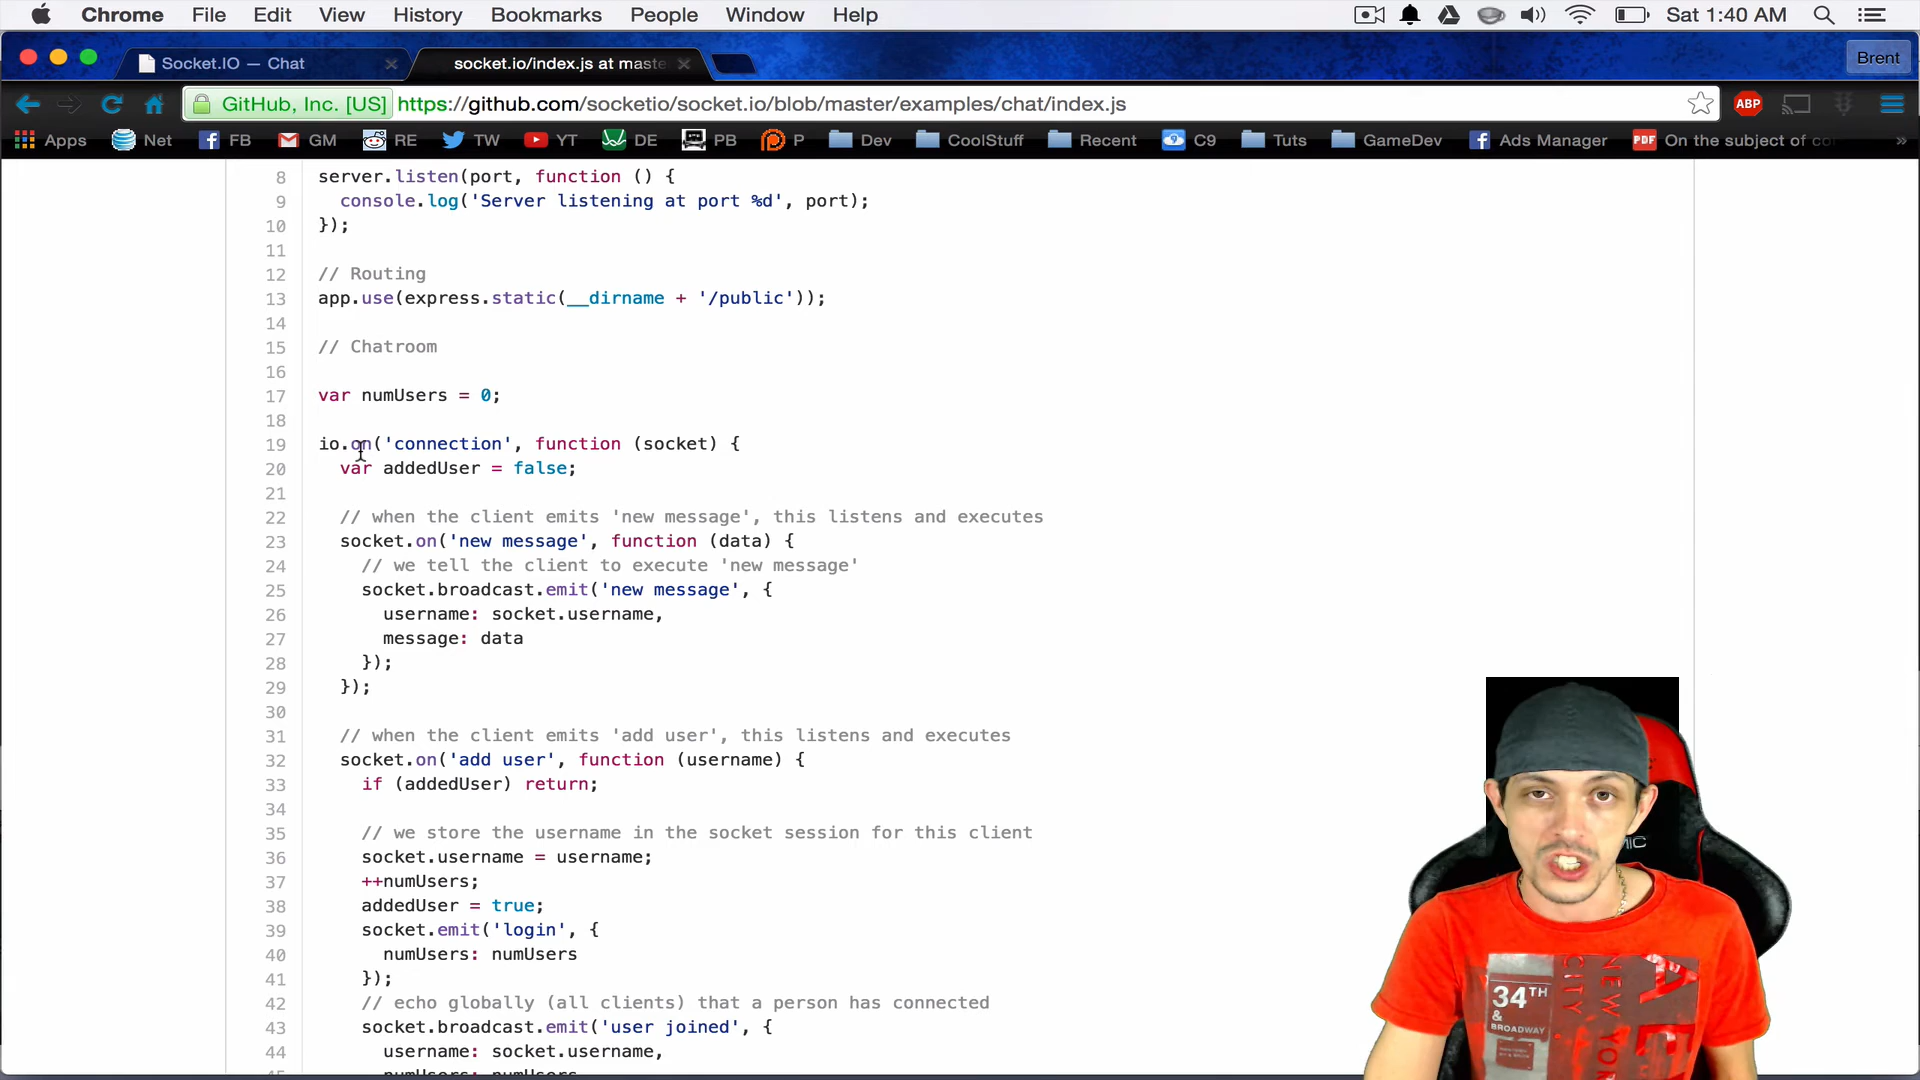 Chrome File Edit View History Bookmarks People Window Help Sat 1:40 AM
Socket.IO — Chat socket.io/index.js at maste Brent
GitHub, Inc. [US] https://github.com/socketio/socket.io/blob/master/examples/chat/index.js ABP
Apps Net FB GM RE TW YT DE PB P Dev CoolStuff Recent C9 Tuts GameDev Ads Manager PDF On the subject of co »
8 server.listen(port, function () {
9 console.log('Server listening at port %d', port);
10 });
11
12 // Routing
13 app.use(express.static(__dirname + '/public'));
14
15 // Chatroom
16
17 var numUsers = 0;
18
19 io.on('connection', function (socket) {
20 var addedUser = false;
21
22 // when the client emits 'new message', this listens and executes
23 socket.on('new message', function (data) {
24 // we tell the client to execute 'new message'
25 socket.broadcast.emit('new message', {
26 username: socket.username,
27 message: data
28 });
29 });
30
31 // when the client emits 'add user', this listens and executes
32 socket.on('add user', function (username) {
33 if (addedUser) return;
34
35 // we store the username in the socket session for this client
36 socket.username = username;
37 ++numUsers;
38 addedUser = true;
39 socket.emit('login', {
40 numUsers: numUsers
41 });
42 // echo globally (all clients) that a person has connected
43 socket.broadcast.emit('user joined', {
44 username: socket.username,
34TH
&
BROADWAY
NEW YOR
CITY